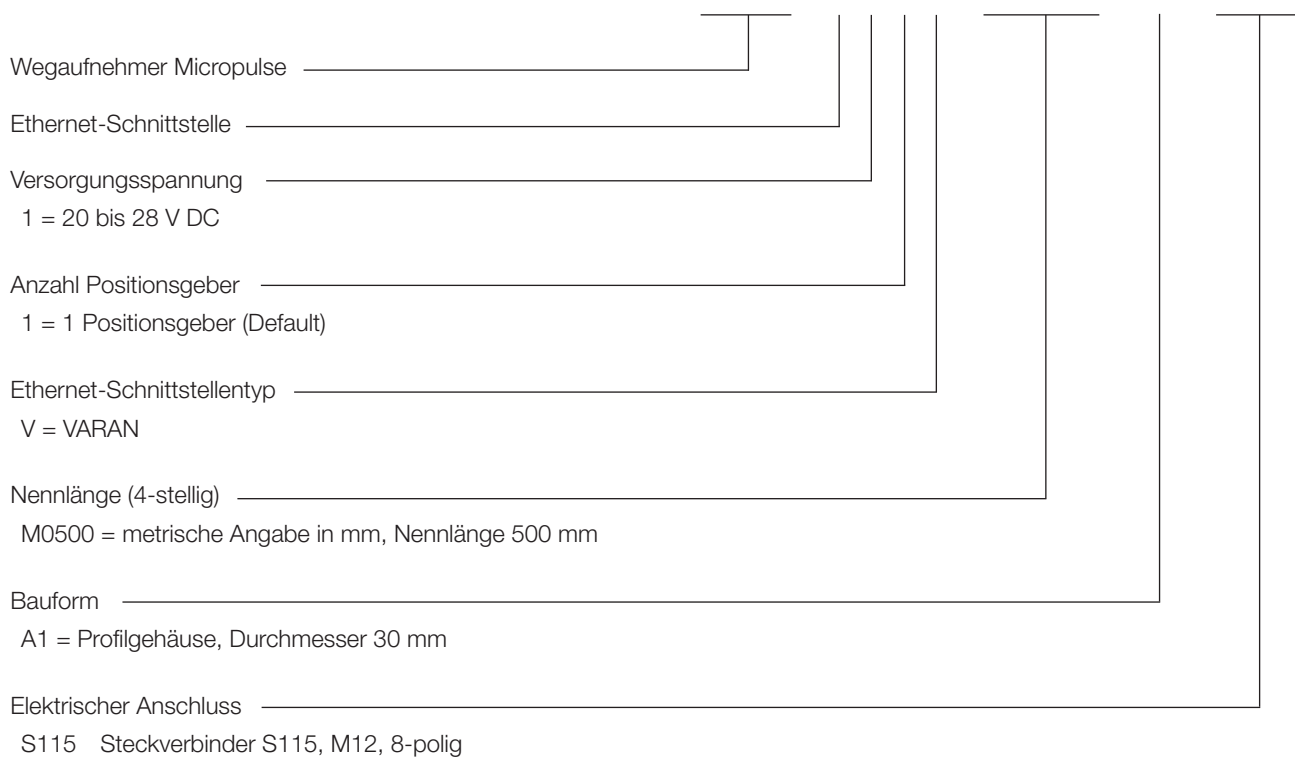 Wegaufnehmer Micropulse
Ethernet-Schnittstelle
Versorgungsspannung
1 = 20 bis 28 V DC
Anzahl Positionsgeber
1 = 1 Positionsgeber (Default)
Ethernet-Schnittstellentyp
V = VARAN
Nennlänge (4-stellig)
M0500 = metrische Angabe in mm, Nennlänge 500 mm
Bauform
A1 = Profilgehäuse, Durchmesser 30 mm
Elektrischer Anschluss
S115 Steckverbinder S115, M12, 8-polig